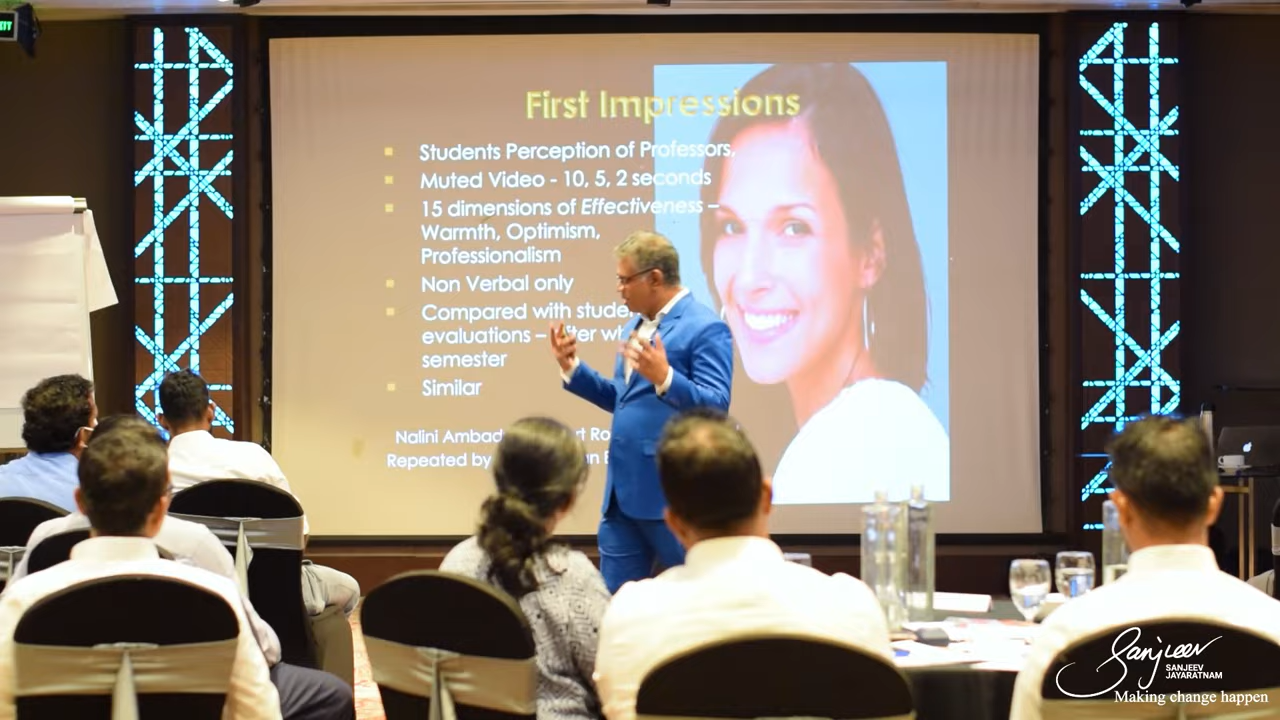 First Impressions
Students Perception of Professors,
Muted Video - 10, 5, 2 seconds
15 dimensions of Effectiveness –
Warmth, Optimism,
Professionalism
Non Verbal only
Compared with
evaluations –
semester
Similar
Nalini
Repeated by
Sanjeev
SANJEEV
JAYARATNAM
Making change happen